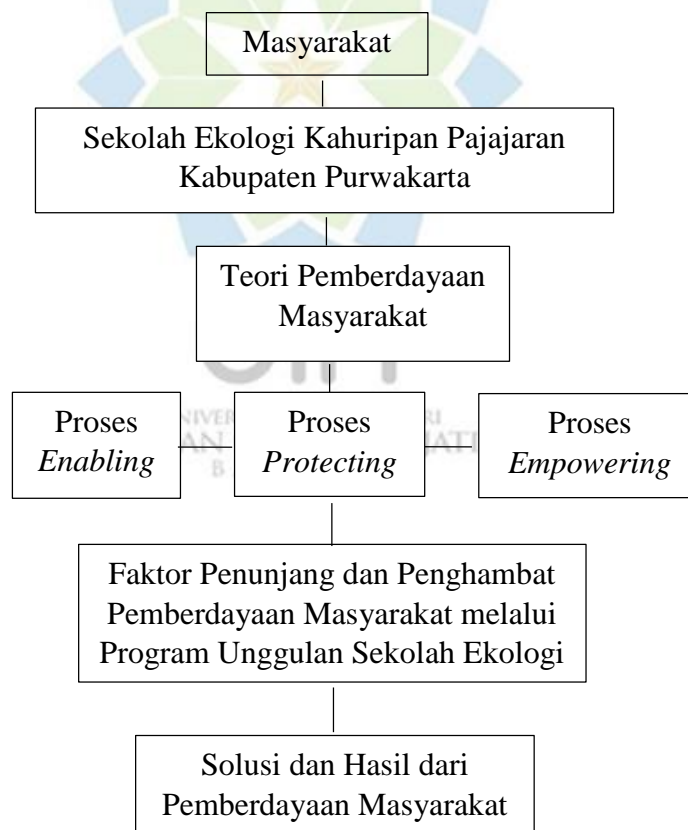 Masyarakat
Sekolah Ekologi Kahuripan Pajajaran
Kabupaten Purwakarta
Teori Pemberdayaan
Masyarakat
Proses
Enabling
Proses
Protecting
Proses
Empowering
Faktor Penunjang dan Penghambat
Pemberdayaan Masyarakat melalui
Program Unggulan Sekolah Ekologi
Solusi dan Hasil dari
Pemberdayaan Masyarakat